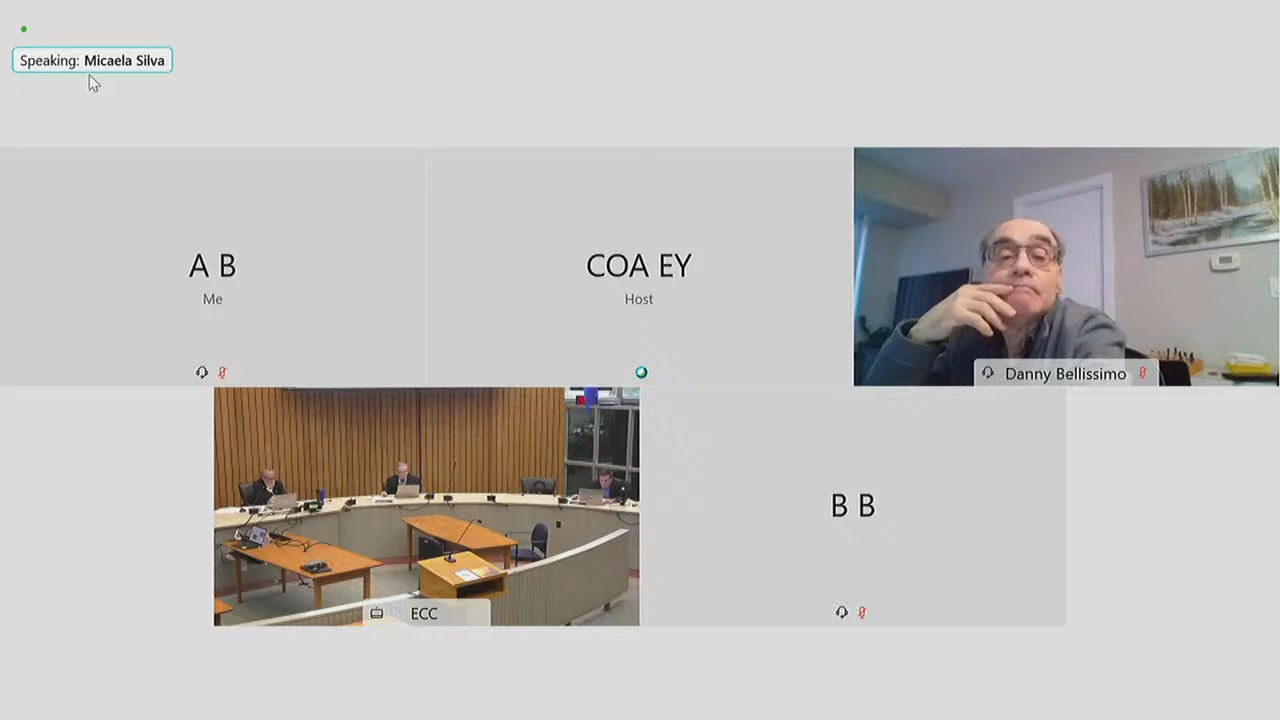 Speaking: Micaela Silva
A B
Me
COA EY
Host
Danny Bellissimo
ECC
B B